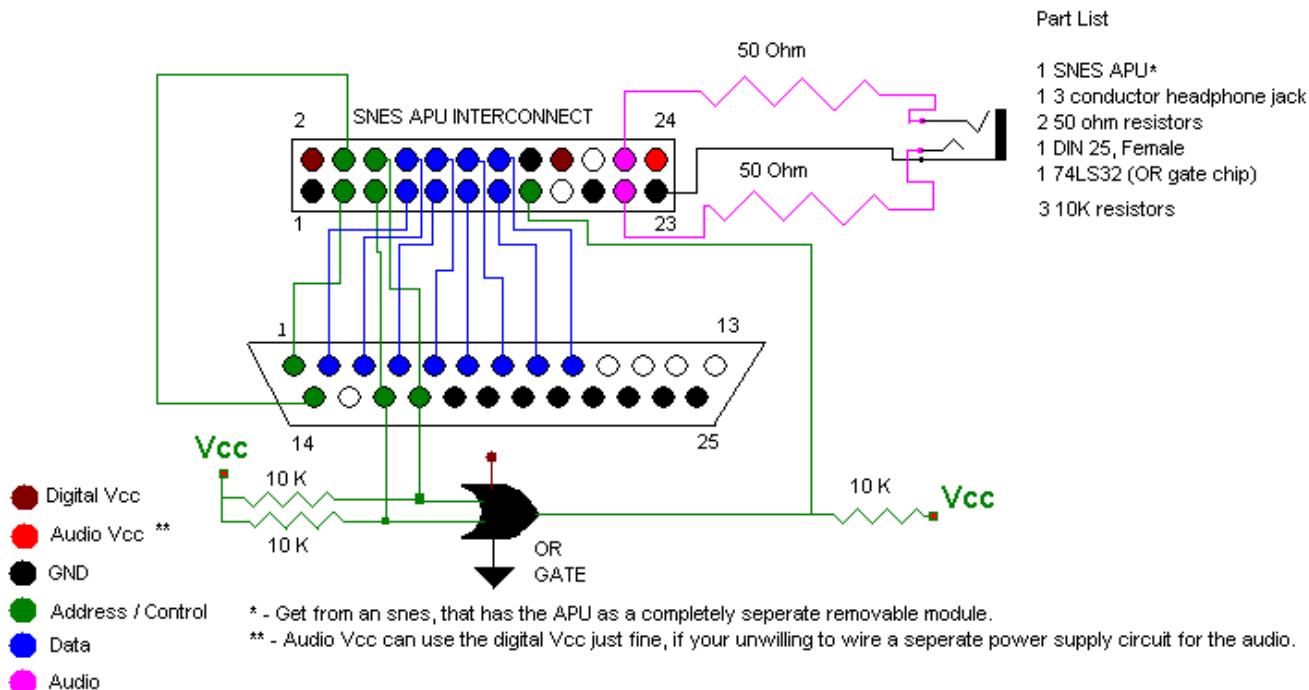 Part List
1 SNES APU*
1 3 conductor headphone jack
2 50 ohm resistors
1 DIN 25, Female
1 74LS32 (OR gate chip)
3 10K resistors
50 Ohm
SNES APU INTERCONNECT
2
24
50 Ohm
1
23
1
13
14
25
Vcc
10 K
10 K
10 K
Vcc
OR
GATE
Digital Vcc
Audio Vcc **
GND
Address / Control
Data
Audio
* - Get from an snes, that has the APU as a completely seperate removable module.
** - Audio Vcc can use the digital Vcc just fine, if your unwilling to wire a seperate power supply circuit for the audio.